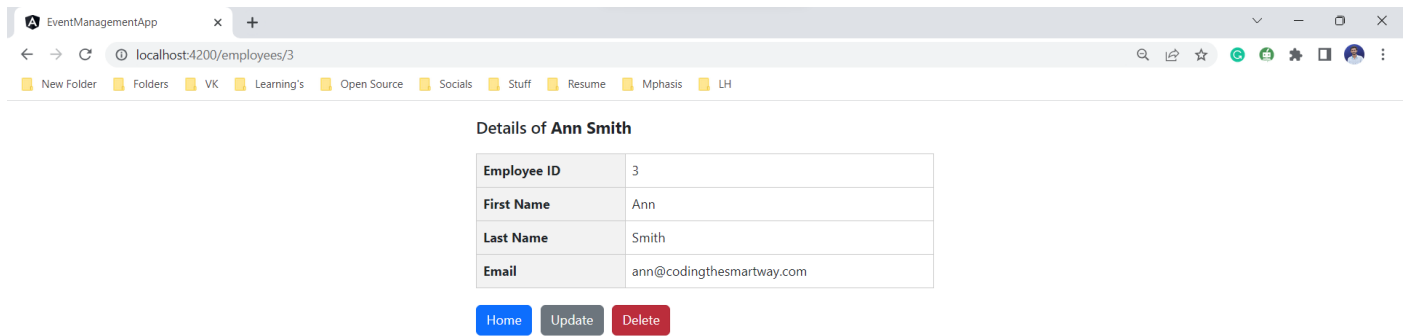 EventManagementApp
localhost:4200/employees/3
New Folder Folders VK Learning's Open Source Socials Stuff Resume Mphasis LH
Details of Ann Smith
Employee ID 3
First Name Ann
Last Name Smith
Email ann@codingthesmartway.com
Home Update Delete